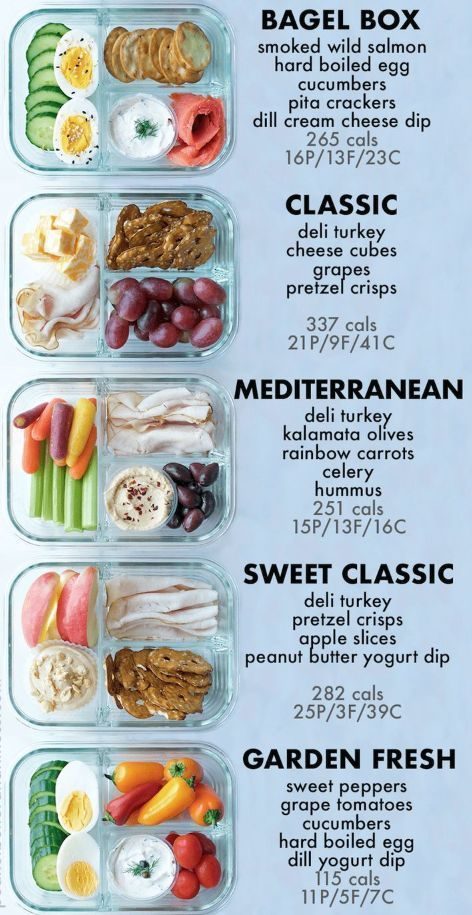 BAGEL BOX
smoked wild salmon
hard boiled egg
cucumbers
pita crackers
dill cream cheese dip
265 cals
16P/13F/23C
CLASSIC
deli turkey
cheese cubes
grapes
pretzel crisps
337 cals
21P/9F/41C
MEDITERRANEAN
deli turkey
kalamata olives
rainbow carrots
celery
hummus
251 cals
15P/13F/16C
SWEET CLASSIC
deli turkey
pretzel crisps
apple slices
peanut butter yogurt dip
282 cals
25P/3F/39C
GARDEN FRESH
sweet peppers
grape tomatoes
cucumbers
hard boiled egg
dill yogurt dip
115 cals
11P/5F/7C